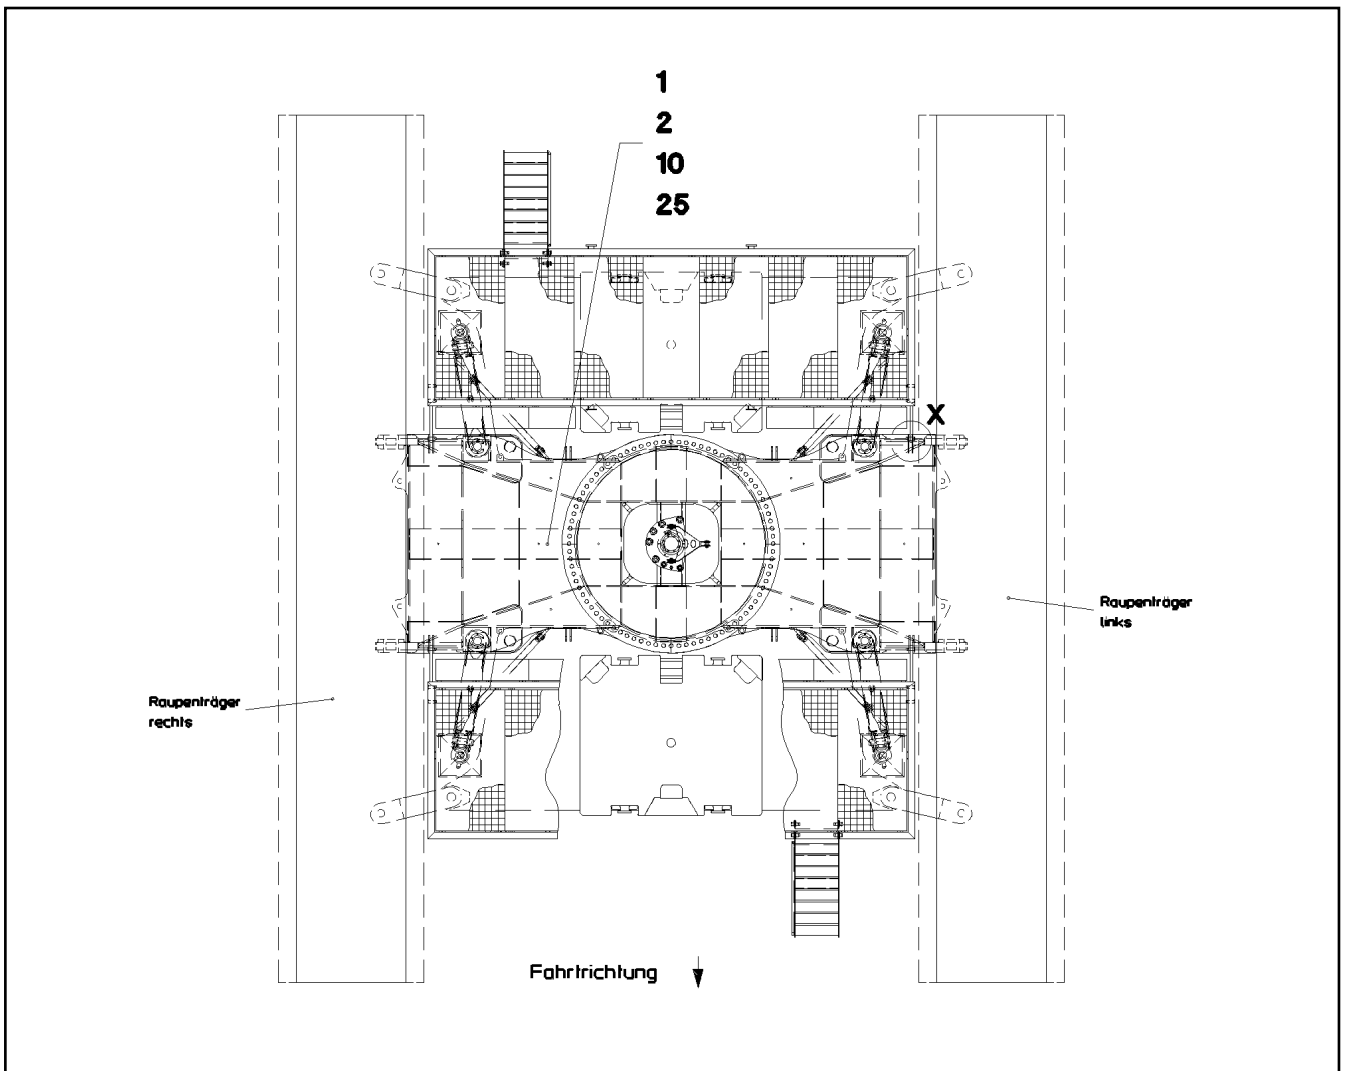 1
2
10
25
X
Raupenträger
links
Raupenträger
rechts
Fahrtrichtung